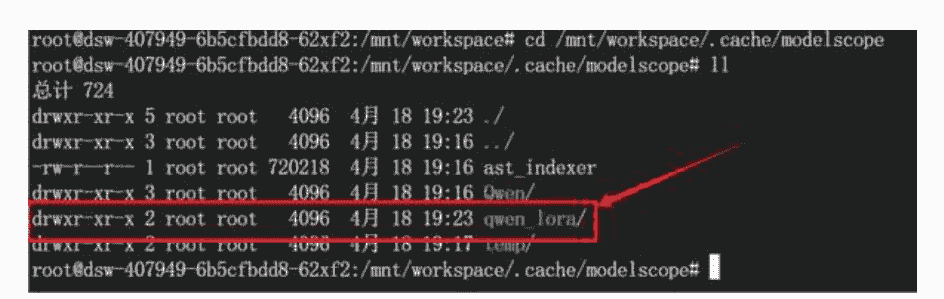 root@dsw-407949-6b5cfbdd8-62xf2:/mnt/workspace# cd /mnt/workspace/.cache/modelscope
root@dsw-407949-6b5cfbdd8-62xf2:/mnt/workspace/.cache/modelscope# ll
总计 724
drwxr-xr-x 5 root root 4096 4月 18 19:23 ./
drwxr-xr-x 3 root root 4096 4月 18 19:16 ../
-rw-r--r-- 1 root root 720218 4月 18 19:16 ast_indexer
drwxr-xr-x 3 root root 4096 4月 18 19:16 Qwen/
drwxr-xr-x 2 root root 4096 4月 18 19:23 qwen_lora/
drwxr-xr-x 2 root root 4096 4月 18 19:17 temp/
root@dsw-407949-6b5cfbdd8-62xf2:/mnt/workspace/.cache/modelscope#